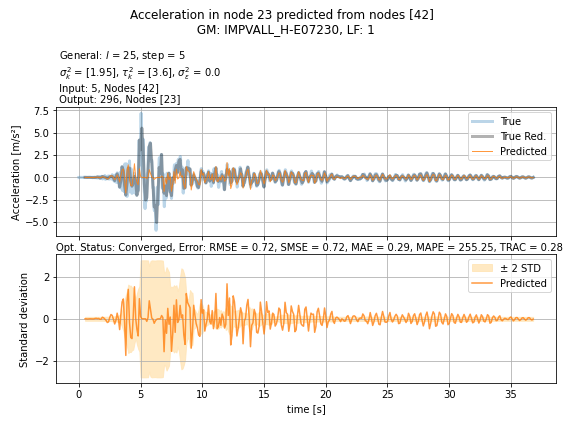 Acceleration in node 23 predicted from nodes [42]
GM: IMPVALL_H-E07230, LF: 1
General: l = 25, step = 5
σ²ₖ = [1.95], τ²ₖ = [3.6], σ²ε = 0.0
Input: 5, Nodes [42]
Output: 296, Nodes [23]
Acceleration [m/s²]
7.5
5.0
2.5
0.0
−2.5
−5.0
True
True Red.
Predicted
Opt. Status: Converged, Error: RMSE = 0.72, SMSE = 0.72, MAE = 0.29, MAPE = 255.25, TRAC = 0.28
Standard deviation
2
0
−2
± 2 STD
Predicted
0 5 10 15 20 25 30 35
time [s]